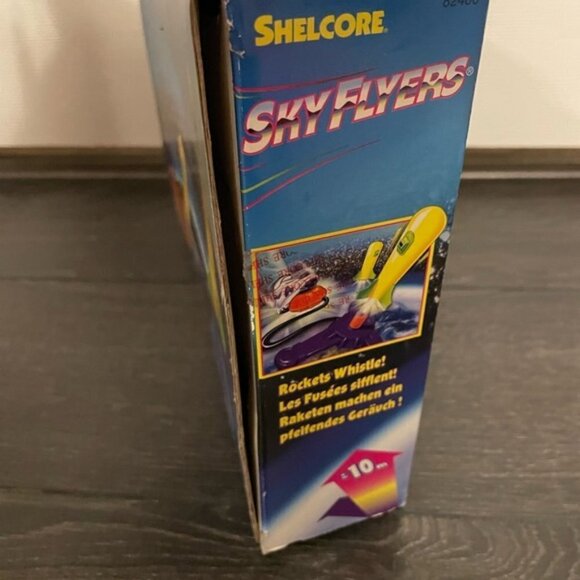 SHELCORE®
SKY FLYERS®
Rockets Whistle!
Les Fusées sifflent!
Raketen machen ein
pfeifendes Geräuch !
10